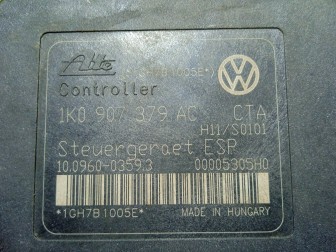 Ate
*1GH7B1005E*
Controller
1K0 907 379 AC CTA
H11/S0101
Steuergeraet ESP
10.0960-0359.3 00005305H0
*1GH7B1005E* MADE IN HUNGARY